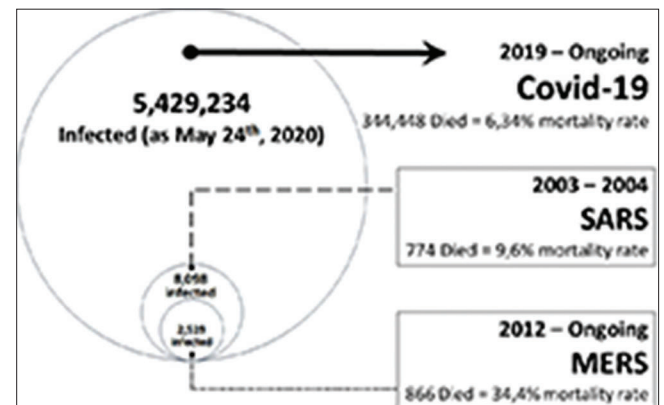 2019 – Ongoing
Covid-19
344,448 Died = 6,34% mortality rate
5,429,234
Infected (as May 24th, 2020)
2003 – 2004
SARS
774 Died = 9,6% mortality rate
8,098
infected
2,519
infected
2012 – Ongoing
MERS
866 Died = 34,4% mortality rate